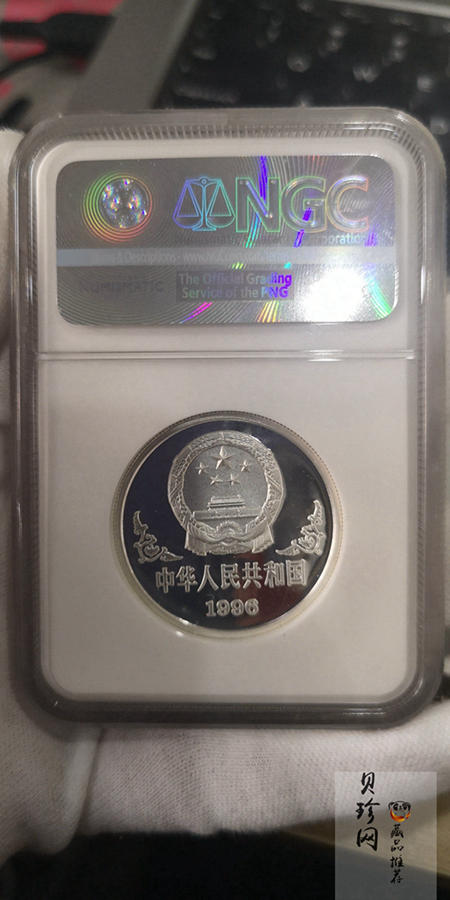 NGC
The Official Grading
Service of the PNG
中华人民共和国
1996
贝珍网
藏品推荐